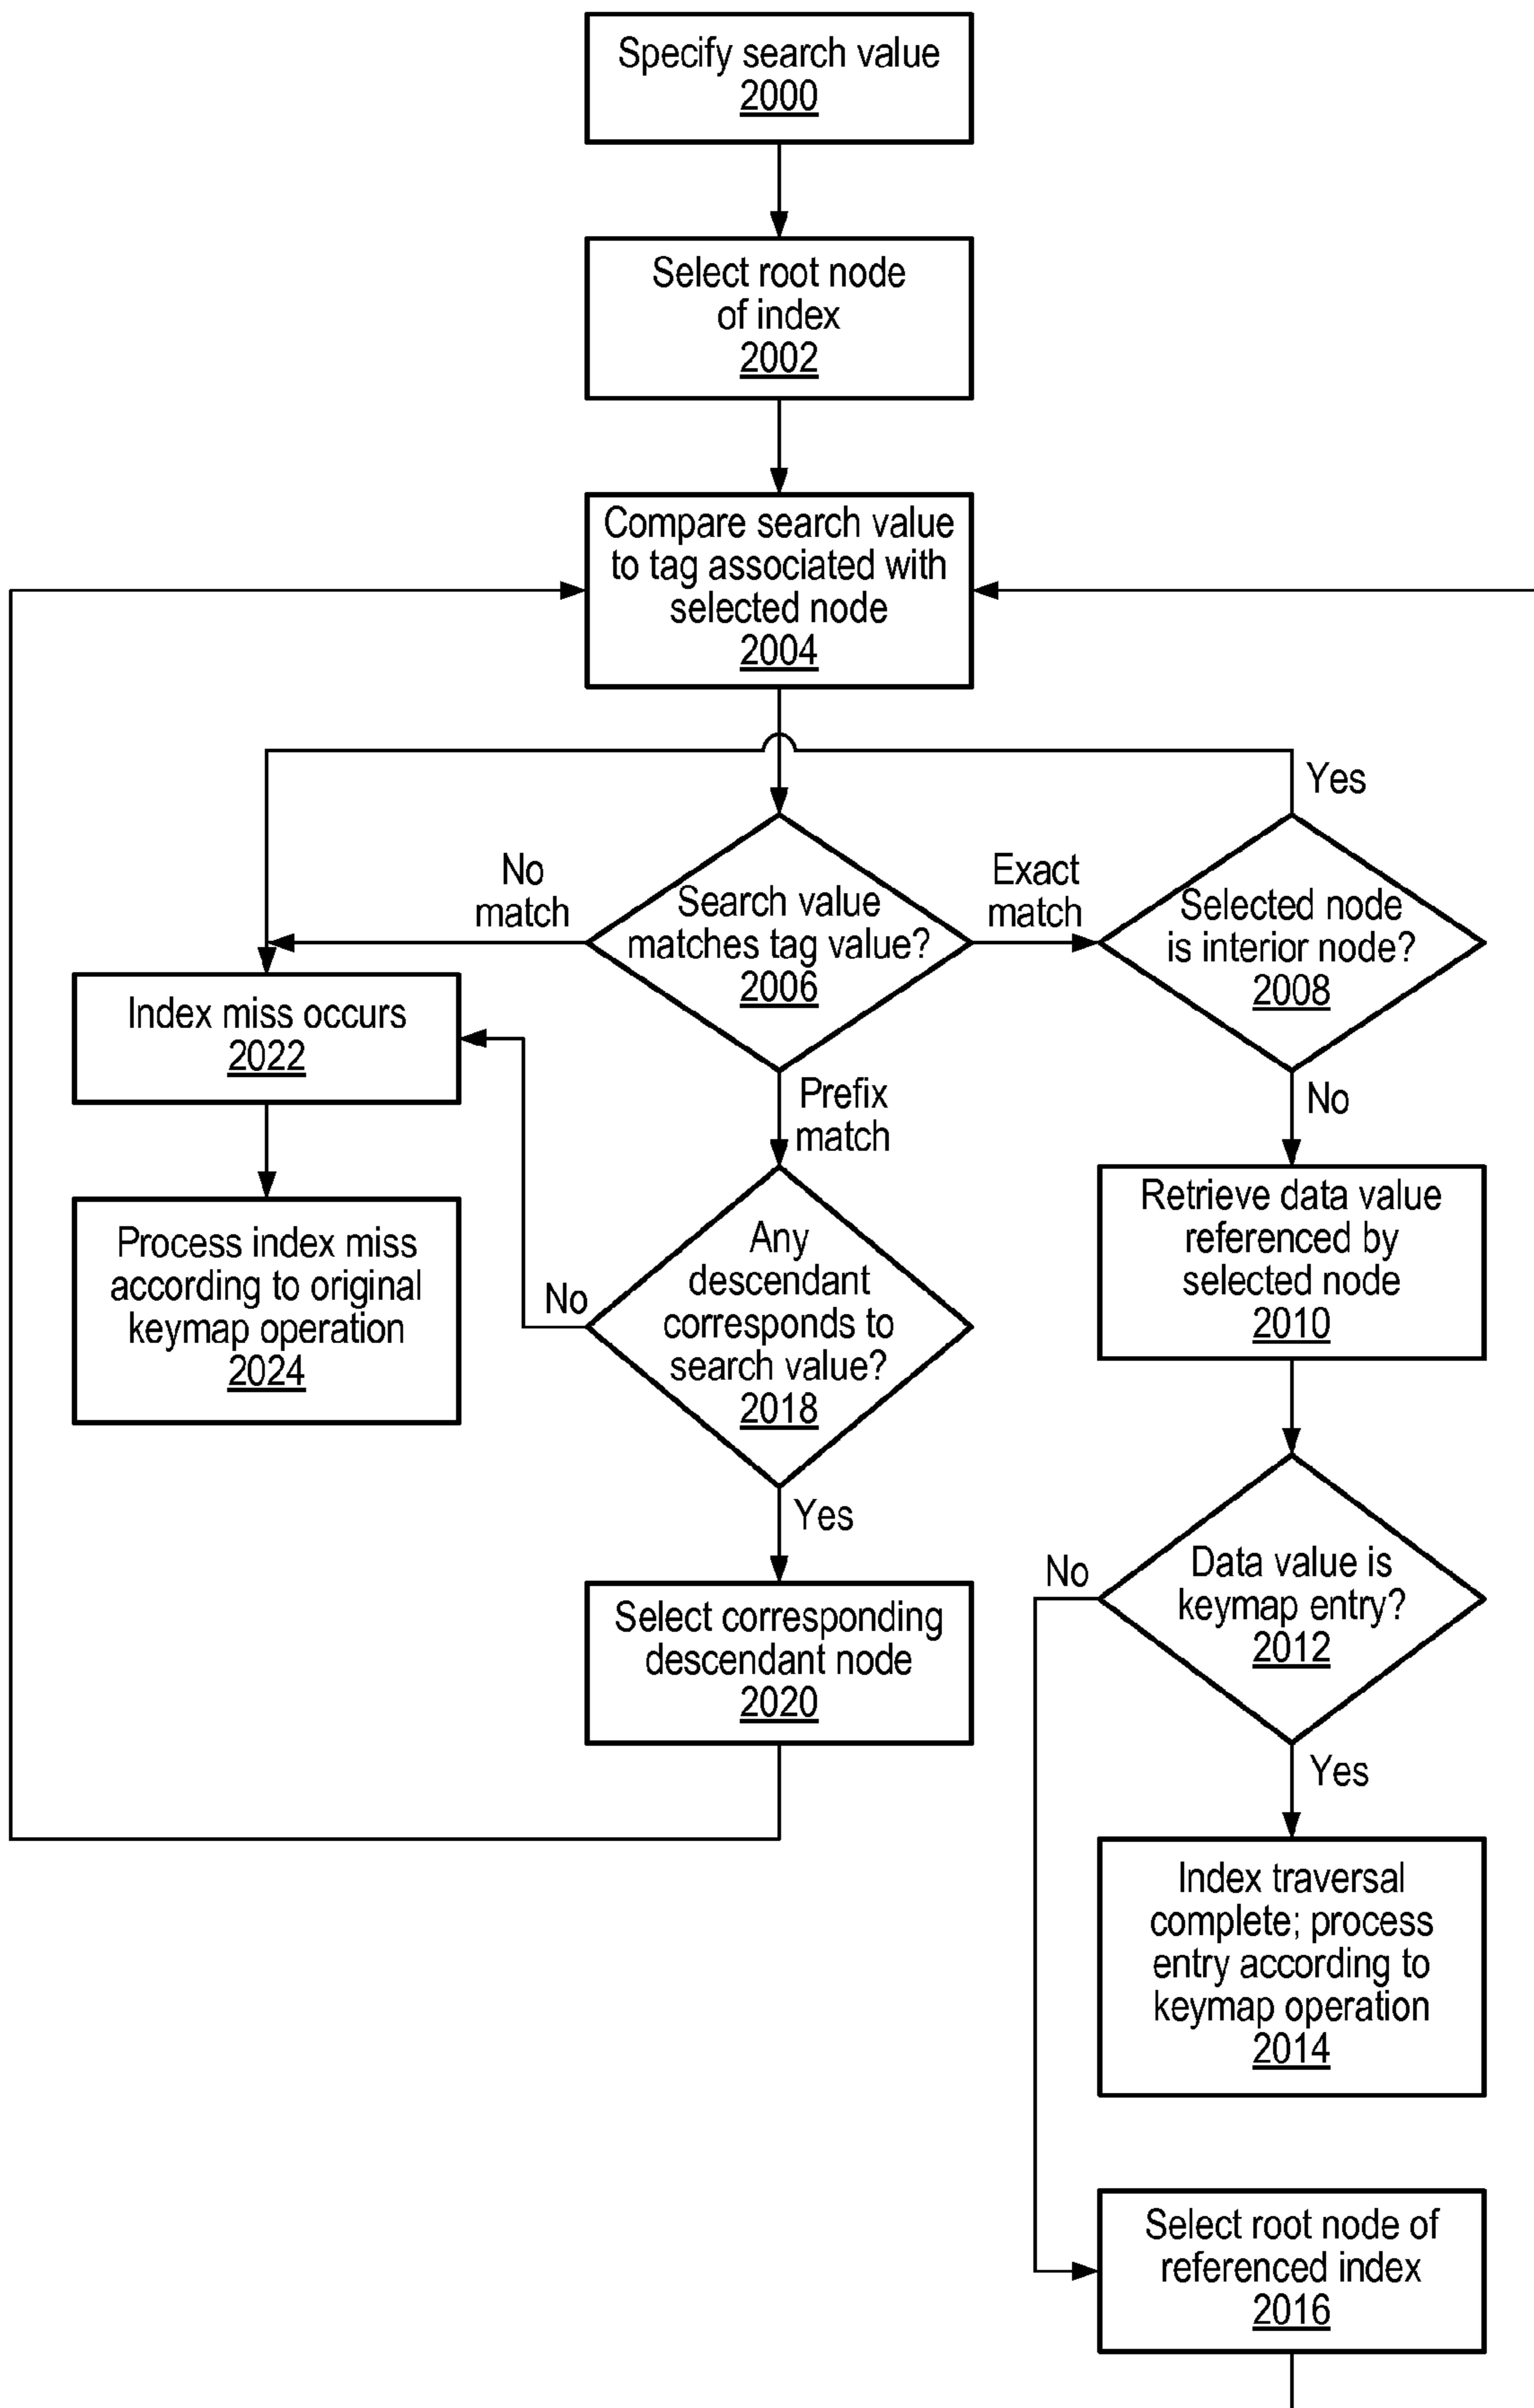 Specify search value
2000
Select root node
of index
2002
Compare search value
to tag associated with
selected node
2004
Yes
No
match
Search value
matches tag value?
2006
Exact
match
Selected node
is interior node?
2008
Index miss occurs
2022
Prefix
match
No
Process index miss
according to original
keymap operation
2024
No
Any
descendant
corresponds to
search value?
2018
Retrieve data value
referenced by
selected node
2010
Yes
Select corresponding
descendant node
2020
No
Data value is
keymap entry?
2012
Yes
Index traversal
complete; process
entry according to
keymap operation
2014
Select root node of
referenced index
2016